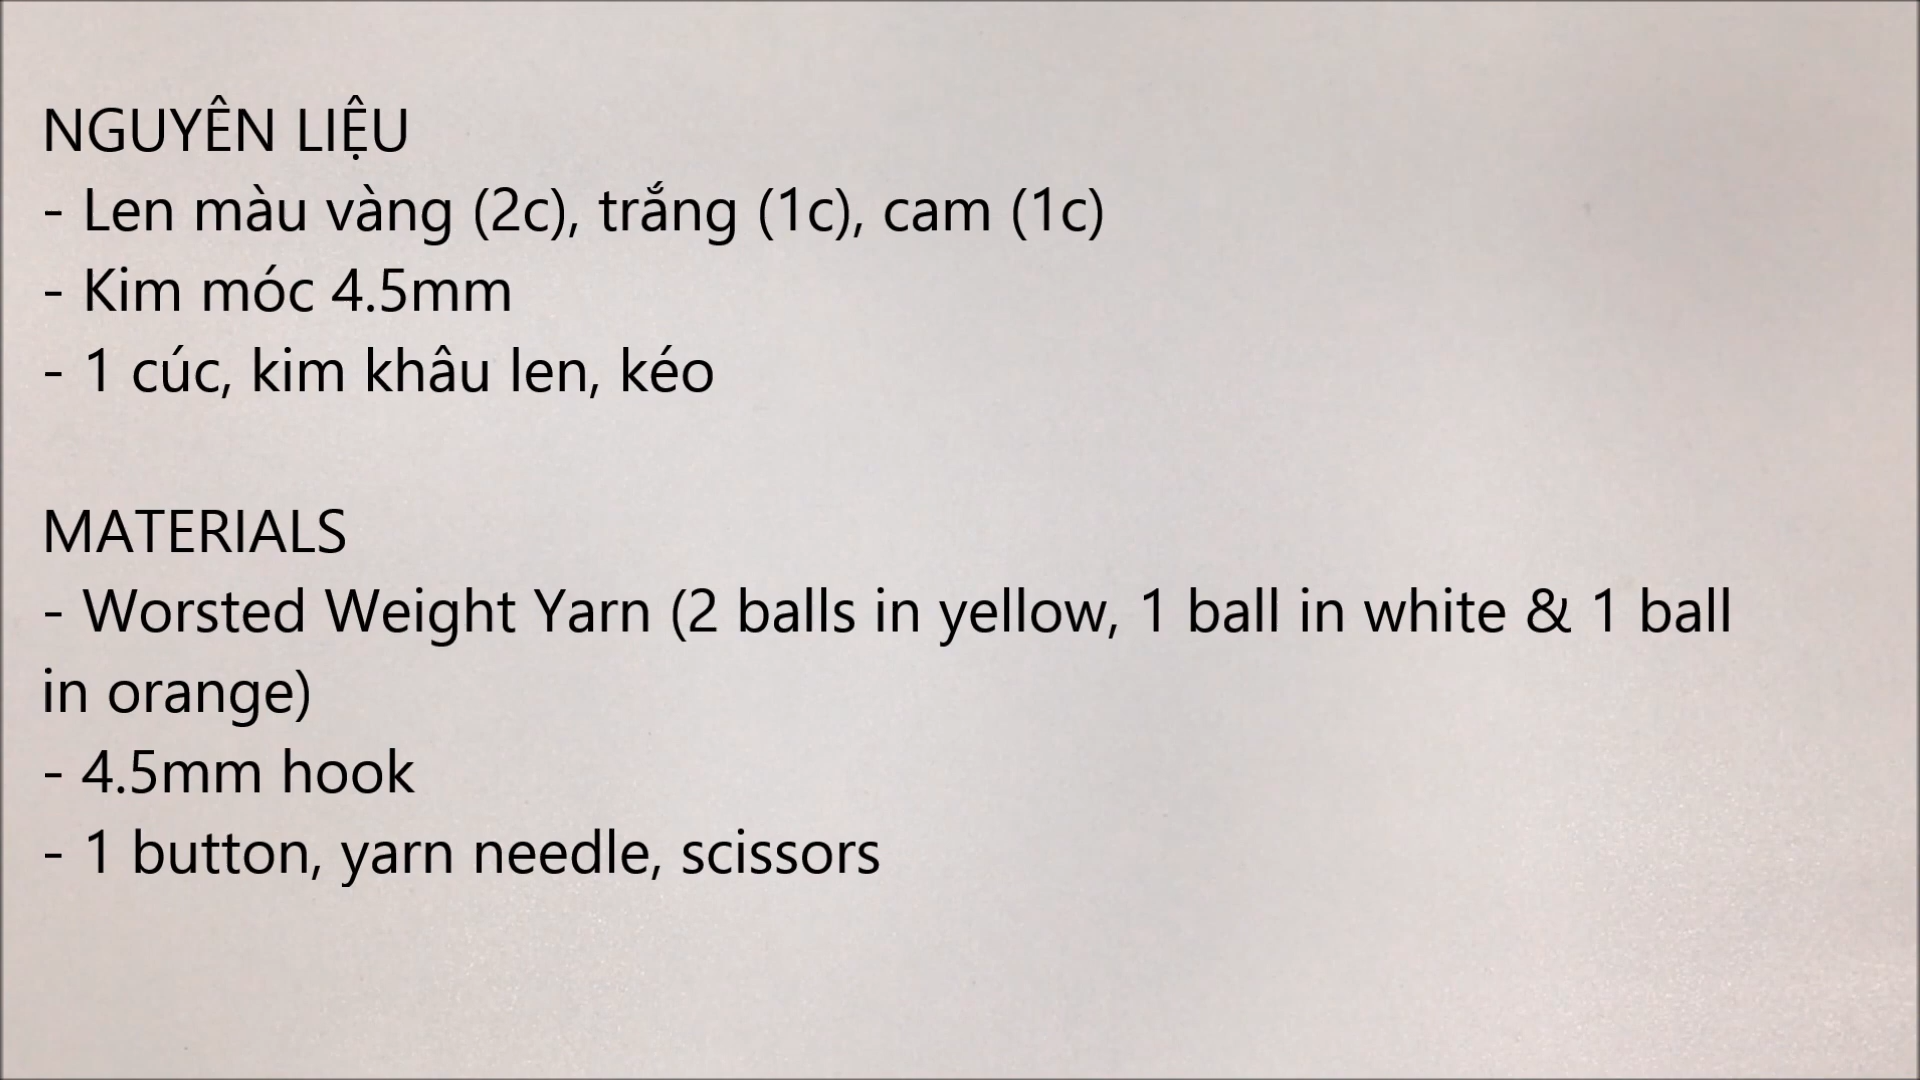 NGUYÊN LIỆU
- Len màu vàng (2c), trắng (1c), cam (1c)
- Kim móc 4.5mm
- 1 cúc, kim khâu len, kéo
MATERIALS
- Worsted Weight Yarn (2 balls in yellow, 1 ball in white & 1 ball
in orange)
- 4.5mm hook
- 1 button, yarn needle, scissors